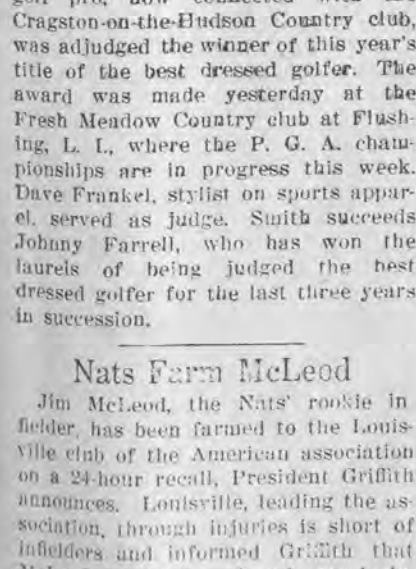 golf pro, now connected with the
Cragston-on-the-Hudson Country club,
was adjudged the winner of this year's
title of the best dressed golfer. The
award was made yesterday at the
Fresh Meadow Country club at Flush-
ing, L. I., where the P. G. A. cham-
pionships are in progress this week.
Dave Frankel, stylist on sports appar-
el, served as judge. Smith succeeds
Johnny Farrell, who has won the
laurels of being judged the best
dressed golfer for the last three years
in succession.
Nats Farm McLeod
Jim McLeod, the Nats' rookie in
fielder, has been farmed to the Louis-
ville club of the American association
on a 24-hour recall, President Griffith
announces. Louisville, leading the as-
sociation, through injuries is short of
infielders and informed Griffith that